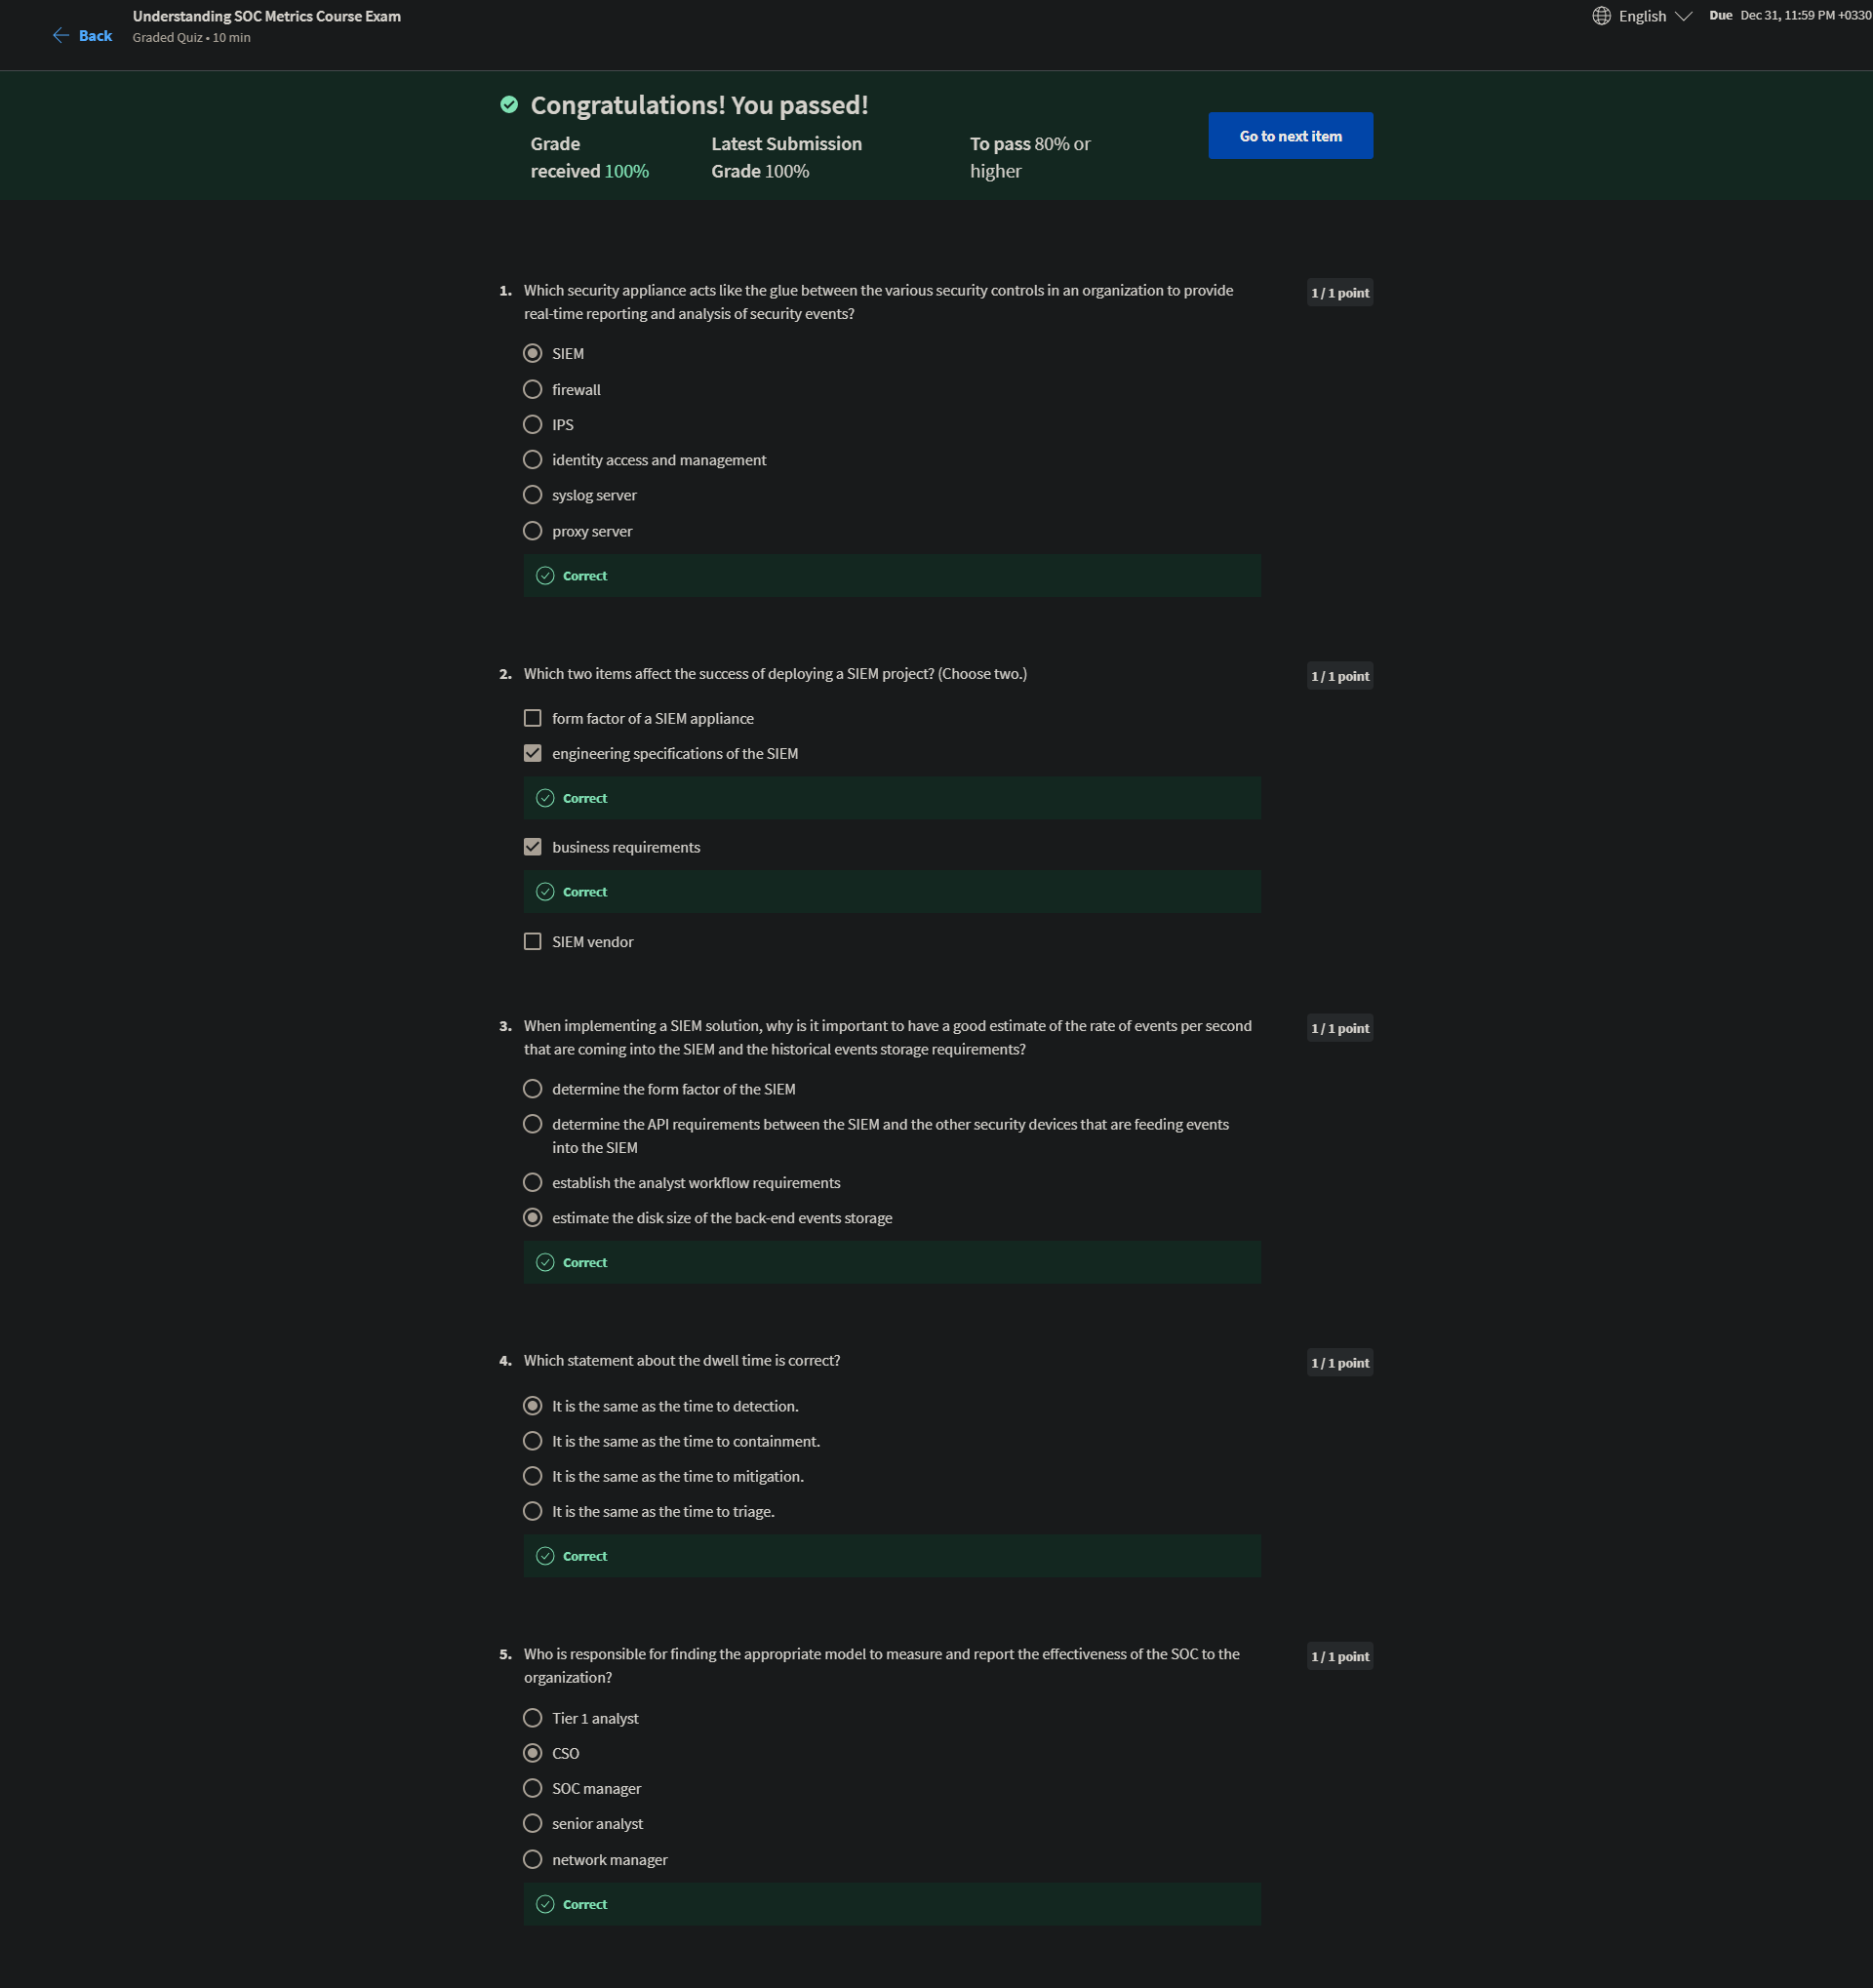 Understanding SOC Metrics Course Exam
Back
Graded Quiz • 10 min
English
Due Dec 31, 11:59 PM +0330
Congratulations! You passed!
Grade received 100%
Latest Submission Grade 100%
To pass 80% or higher
Go to next item
1. Which security appliance acts like the glue between the various security controls in an organization to provide
real-time reporting and analysis of security events?
1 / 1 point
SIEM
firewall
IPS
identity access and management
syslog server
proxy server
Correct
2. Which two items affect the success of deploying a SIEM project? (Choose two.)
1 / 1 point
form factor of a SIEM appliance
engineering specifications of the SIEM
Correct
business requirements
Correct
SIEM vendor
3. When implementing a SIEM solution, why is it important to have a good estimate of the rate of events per second
that are coming into the SIEM and the historical events storage requirements?
1 / 1 point
determine the form factor of the SIEM
determine the API requirements between the SIEM and the other security devices that are feeding events
into the SIEM
establish the analyst workflow requirements
estimate the disk size of the back-end events storage
Correct
4. Which statement about the dwell time is correct?
1 / 1 point
It is the same as the time to detection.
It is the same as the time to containment.
It is the same as the time to mitigation.
It is the same as the time to triage.
Correct
5. Who is responsible for finding the appropriate model to measure and report the effectiveness of the SOC to the
organization?
1 / 1 point
Tier 1 analyst
CSO
SOC manager
senior analyst
network manager
Correct